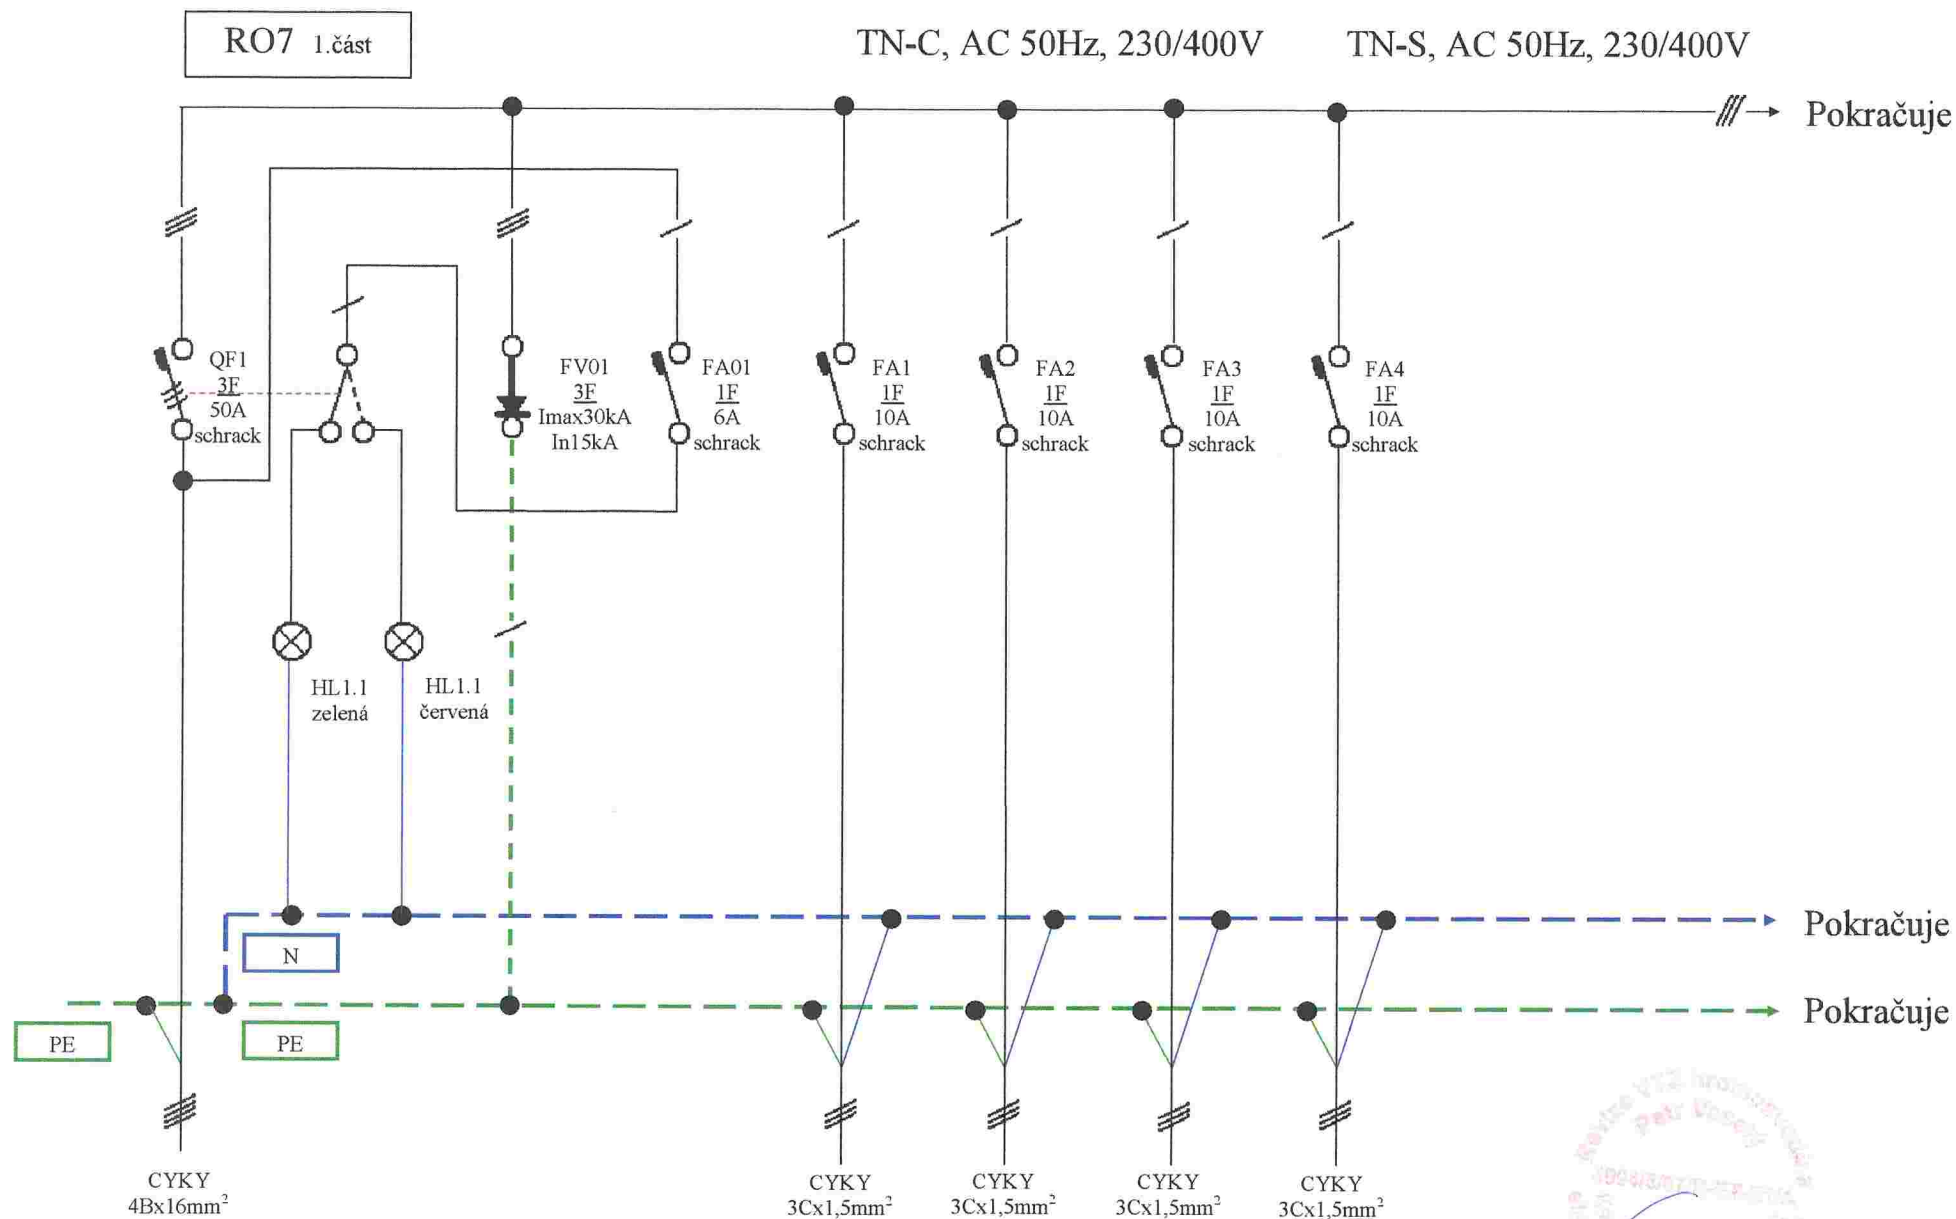 RO7 1.část
TN-C, AC 50Hz, 230/400V
TN-S, AC 50Hz, 230/400V
Pokračuje
QF1
3F
50A
schrack
FV01
3F
Imax30kA
In15kA
FA01
1F
6A
schrack
FA1
1F
10A
schrack
FA2
1F
10A
schrack
FA3
1F
10A
schrack
FA4
1F
10A
schrack
HL1.1
zelená
HL1.1
červená
N
Pokračuje
PE
PE
Pokračuje
CYKY
4Bx16mm²
CYKY
3Cx1,5mm²
CYKY
3Cx1,5mm²
CYKY
3Cx1,5mm²
CYKY
3Cx1,5mm²
Petr Veselý